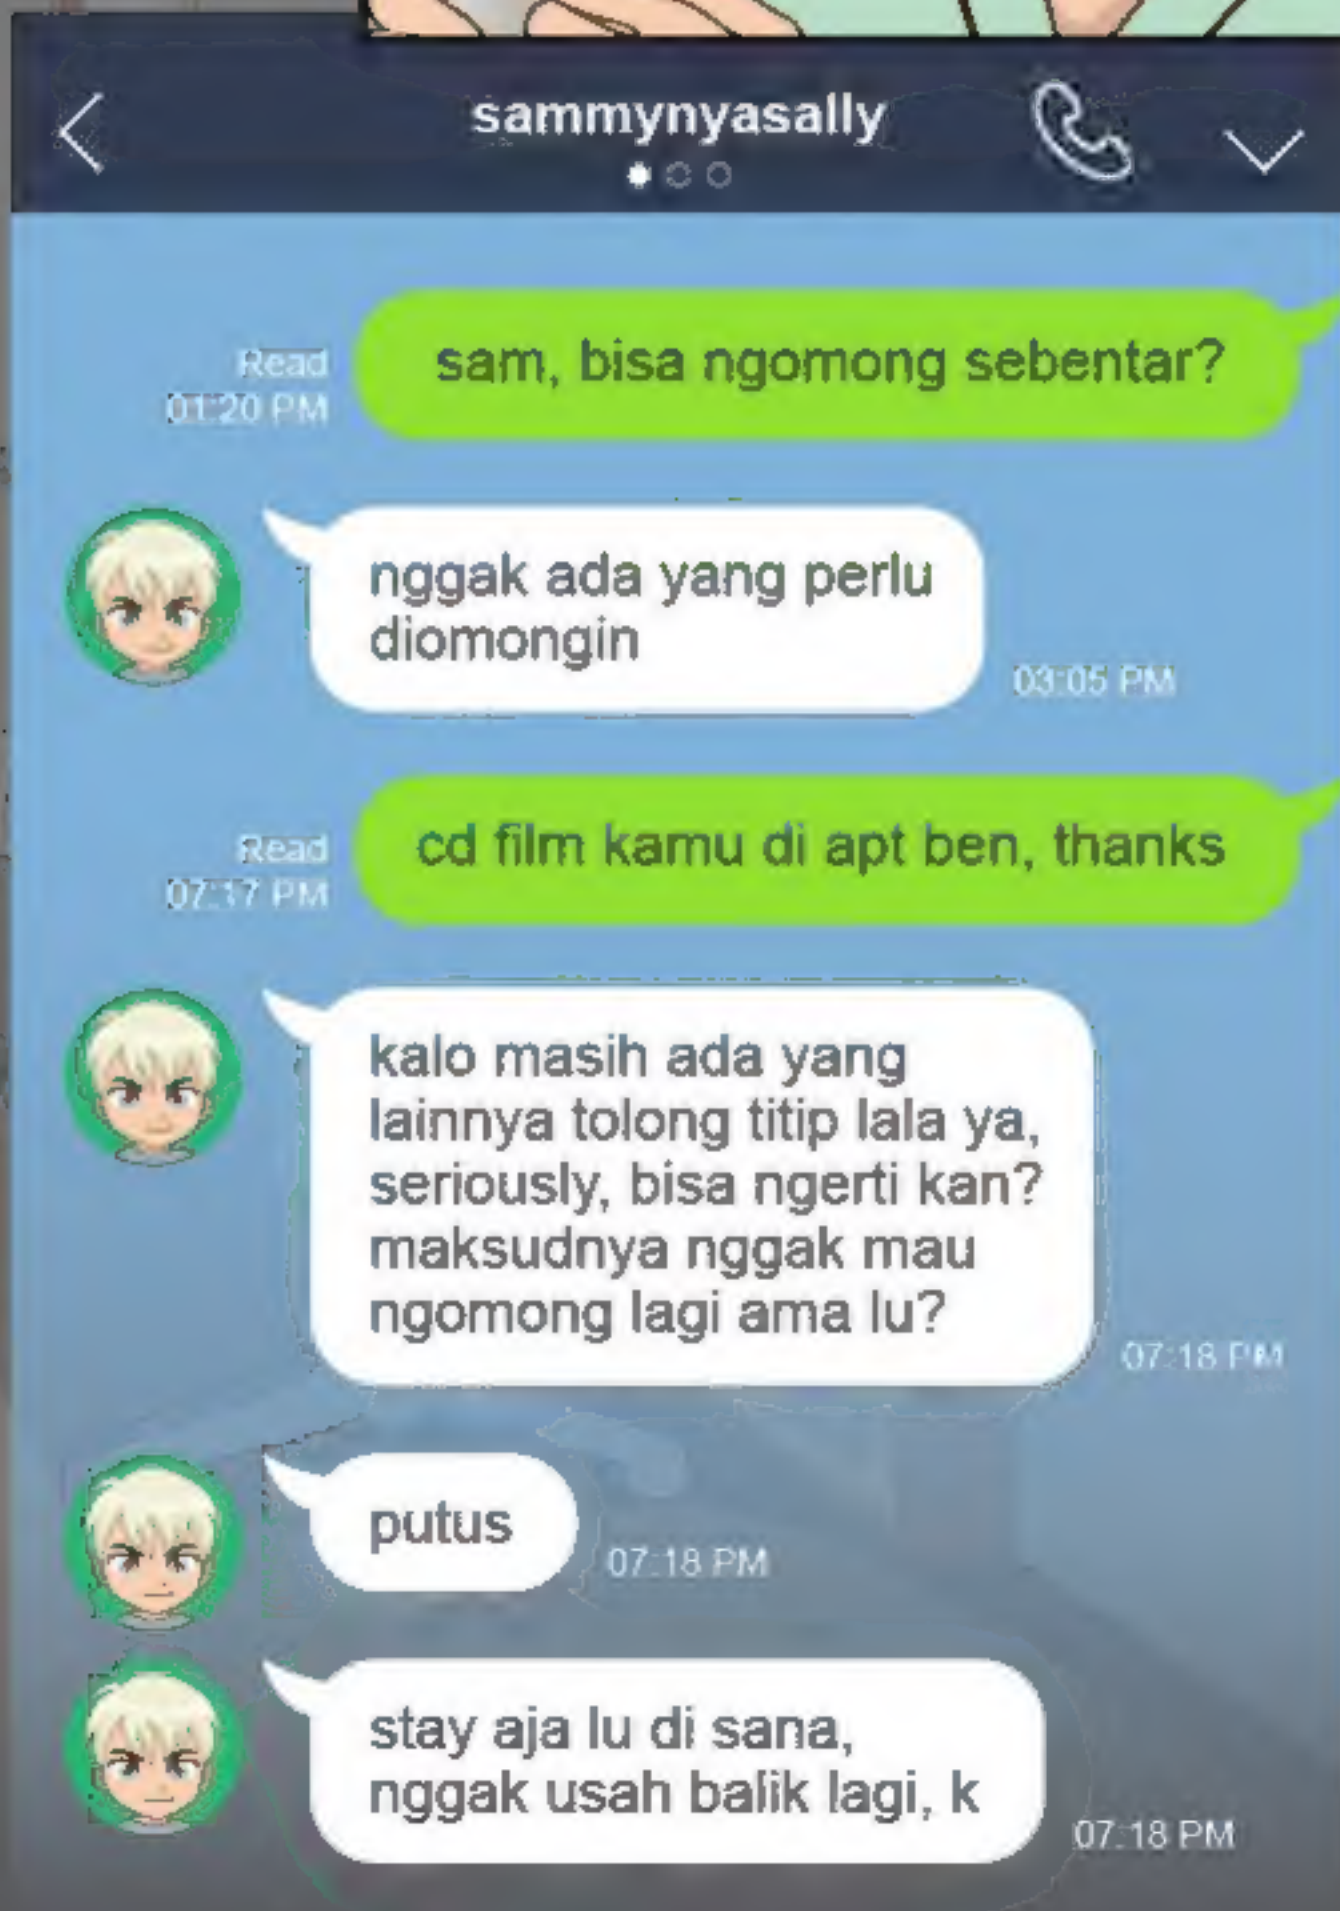 sammynyasally
sam, bisa ngomong sebentar?
Read
01:20 PM
nggak ada yang perlu
diomongin
03:05 PM
cd film kamu di apt ben, thanks
Read
07:17 PM
kalo masih ada yang
lainnya tolong titip lala ya,
seriously, bisa ngerti kan?
maksudnya nggak mau
ngomong lagi ama lu?
07:18 PM
putus
07:18 PM
stay aja lu di sana,
nggak usah balik lagi, k
07:18 PM